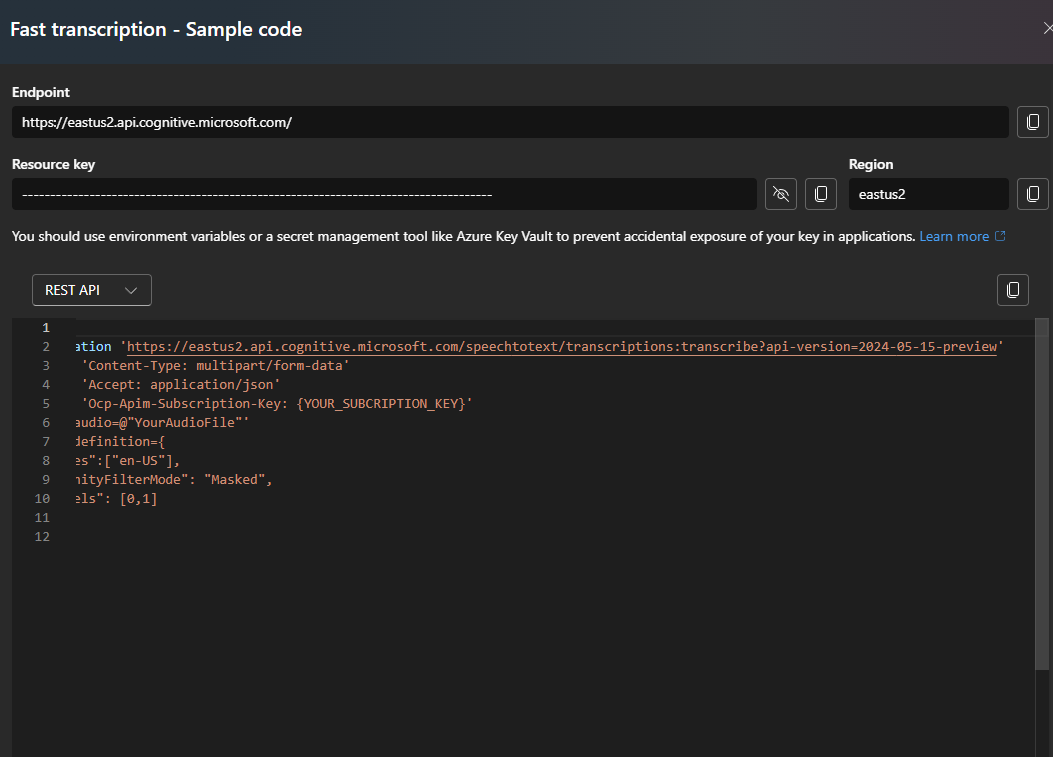 Fast transcription - Sample code
Endpoint
https://eastus2.api.cognitive.microsoft.com/
Resource key
Region
eastus2
You should use environment variables or a secret management tool like Azure Key Vault to prevent accidental exposure of your key in applications. Learn more
REST API
1
2 ation 'https://eastus2.api.cognitive.microsoft.com/speechtotext/transcriptions:transcribe?api-version=2024-05-15-preview'
3 'Content-Type: multipart/form-data'
4 'Accept: application/json'
5 'Ocp-Apim-Subscription-Key: {YOUR_SUBCRIPTION_KEY}'
6 audio=@"YourAudioFile"'
7 definition={
8 es":["en-US"],
9 nityFilterMode": "Masked",
10 els": [0,1]
11
12